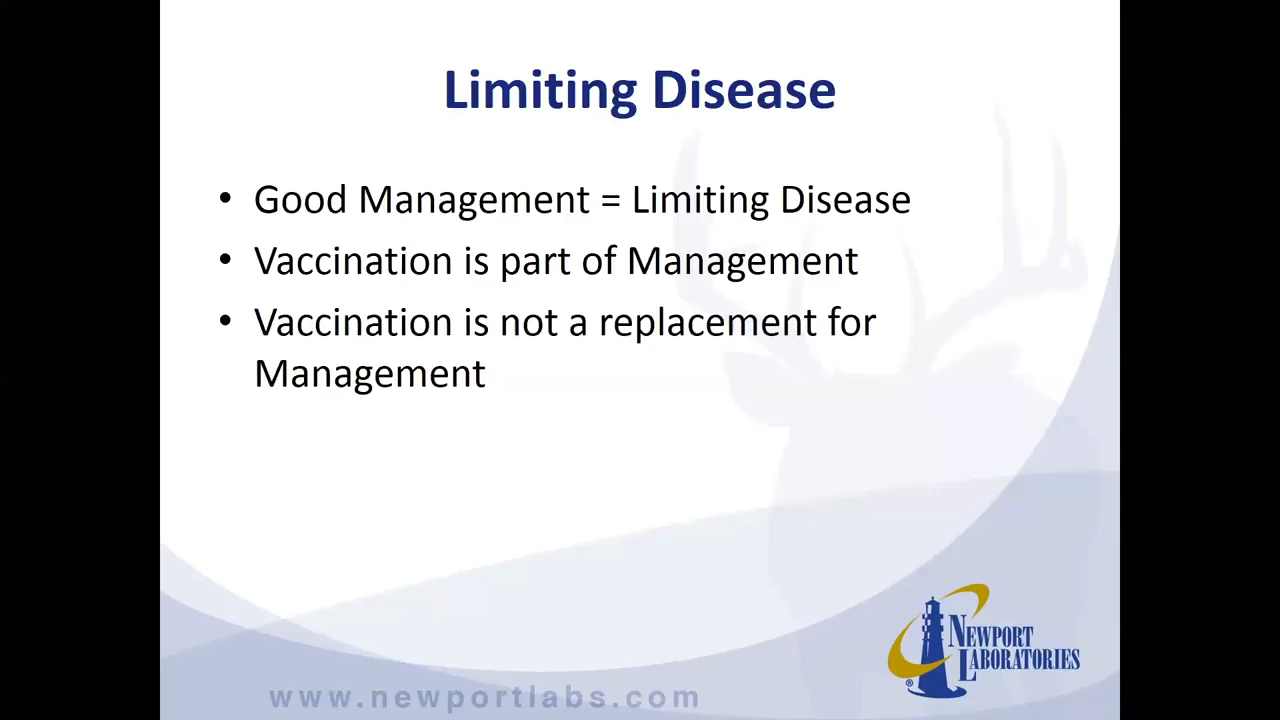 Limiting Disease
• Good Management = Limiting Disease
• Vaccination is part of Management
• Vaccination is not a replacement for
Management
NEWPORT
LABORATORIES
®
www.newportlabs.com